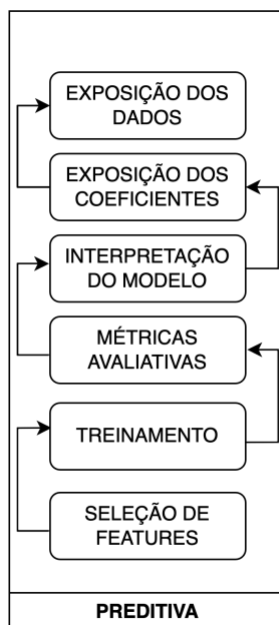 EXPOSIÇÃO DOS
DADOS
EXPOSIÇÃO DOS
COEFICIENTES
INTERPRETAÇÃO
DO MODELO
MÉTRICAS
AVALIATIVAS
TREINAMENTO
SELEÇÃO DE
FEATURES
PREDITIVA